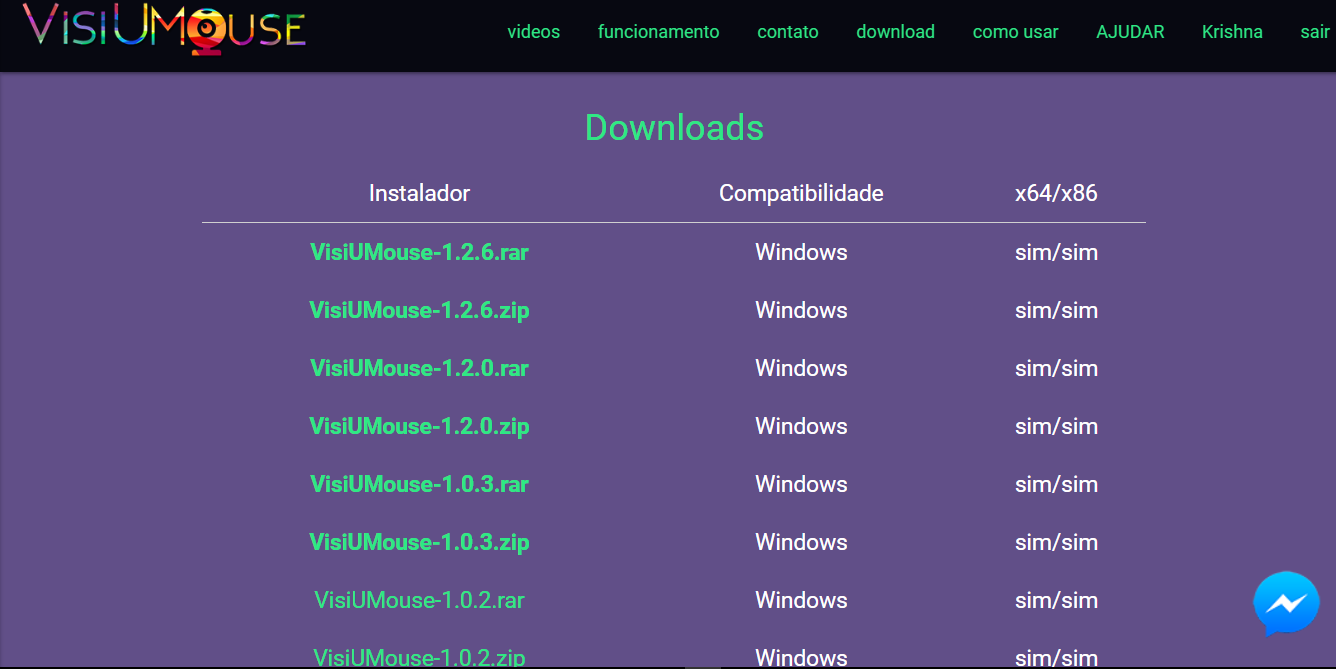 VISIUMOUSE videos funcionamento contato download como usar AJUDAR Krishna sair
Downloads
Instalador Compatibilidade x64/x86
VisiUMouse-1.2.6.rar Windows sim/sim
VisiUMouse-1.2.6.zip Windows sim/sim
VisiUMouse-1.2.0.rar Windows sim/sim
VisiUMouse-1.2.0.zip Windows sim/sim
VisiUMouse-1.0.3.rar Windows sim/sim
VisiUMouse-1.0.3.zip Windows sim/sim
VisiUMouse-1.0.2.rar Windows sim/sim
VisiUMouse-1.0.2.zip Windows sim/sim